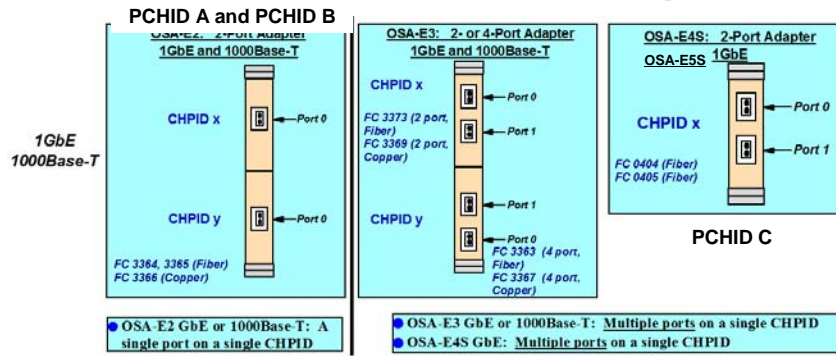 PCHID A and PCHID B
OSA-E2: 2-Port Adapter
1GbE and 1000Base-T
CHPID x
Port 0
CHPID y
Port 0
FC 3364, 3365 (Fiber)
FC 3366 (Copper)
1GbE
1000Base-T
OSA-E3: 2- or 4-Port Adapter
1GbE and 1000Base-T
CHPID x
Port 0
FC 3373 (2 port,
Fiber)
Port 1
FC 3369 (2 port,
Copper)
CHPID y
Port 1
Port 0
FC 3363 (4 port,
Fiber)
FC 3367 (4 port,
Copper)
OSA-E4S: 2-Port Adapter
OSA-E5S 1GbE
Port 0
CHPID x
Port 1
FC 0404 (Fiber)
FC 0405 (Fiber)
PCHID C
OSA-E2 GbE or 1000Base-T: A
single port on a single CHPID
OSA-E3 GbE or 1000Base-T: Multiple ports on a single CHPID
OSA-E4S GbE: Multiple ports on a single CHPID